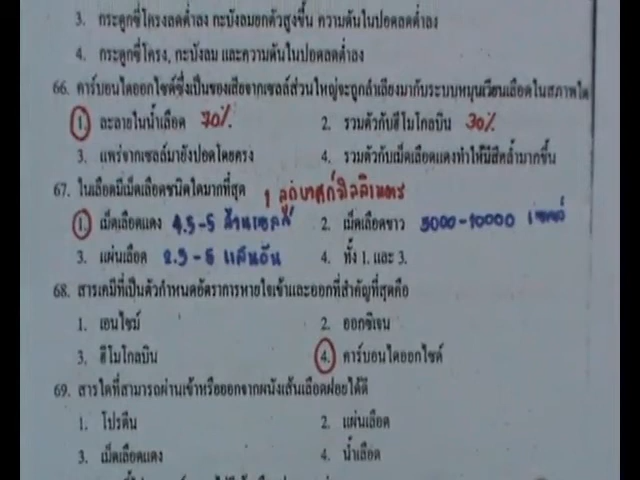 3. กระดูกซี่โครงลดต่ำลง กะบังลมยกตัวสูงขึ้น ความดันในปอดลดต่ำลง
4. กระดูกซี่โครง, กะบังลม และความดันในปอดลดต่ำลง
66. คาร์บอนไดออกไซด์ซึ่งเป็นของเสียจากเซลล์ส่วนใหญ่จะถูกลำเลียงมากับระบบหมุนเวียนเลือดในสภาพใด
1. ละลายในน้ำเลือด 70% 2. รวมตัวกับฮีโมโกลบิน 30%
3. แพร่จากเซลล์มายังปอดโดยตรง 4. รวมตัวกับเม็ดเลือดแดงทำให้มีสีคล้ำมากขึ้น
67. ในเลือดมีเม็ดเลือดชนิดใดมากที่สุด 1 ลูกบาศก์มิลลิเมตร
1. เม็ดเลือดแดง 4.5-5 ล้านเซลล์ 2. เม็ดเลือดขาว 5000-10000 เซลล์
3. แผ่นเลือด 2.5-5 แสนอัน 4. ทั้ง 1. และ 3.
68. สารเคมีที่เป็นตัวกำหนดอัตราการหายใจเข้าและออกที่สำคัญที่สุดคือ
1. เอนไซม์ 2. ออกซิเจน
3. ฮีโมโกลบิน 4. คาร์บอนไดออกไซด์
69. สารใดที่สามารถผ่านเข้าหรือออกจากผนังเส้นเลือดฝอยได้ดี
1. โปรตีน 2. แผ่นเลือด
3. เม็ดเลือดแดง 4. น้ำเลือด